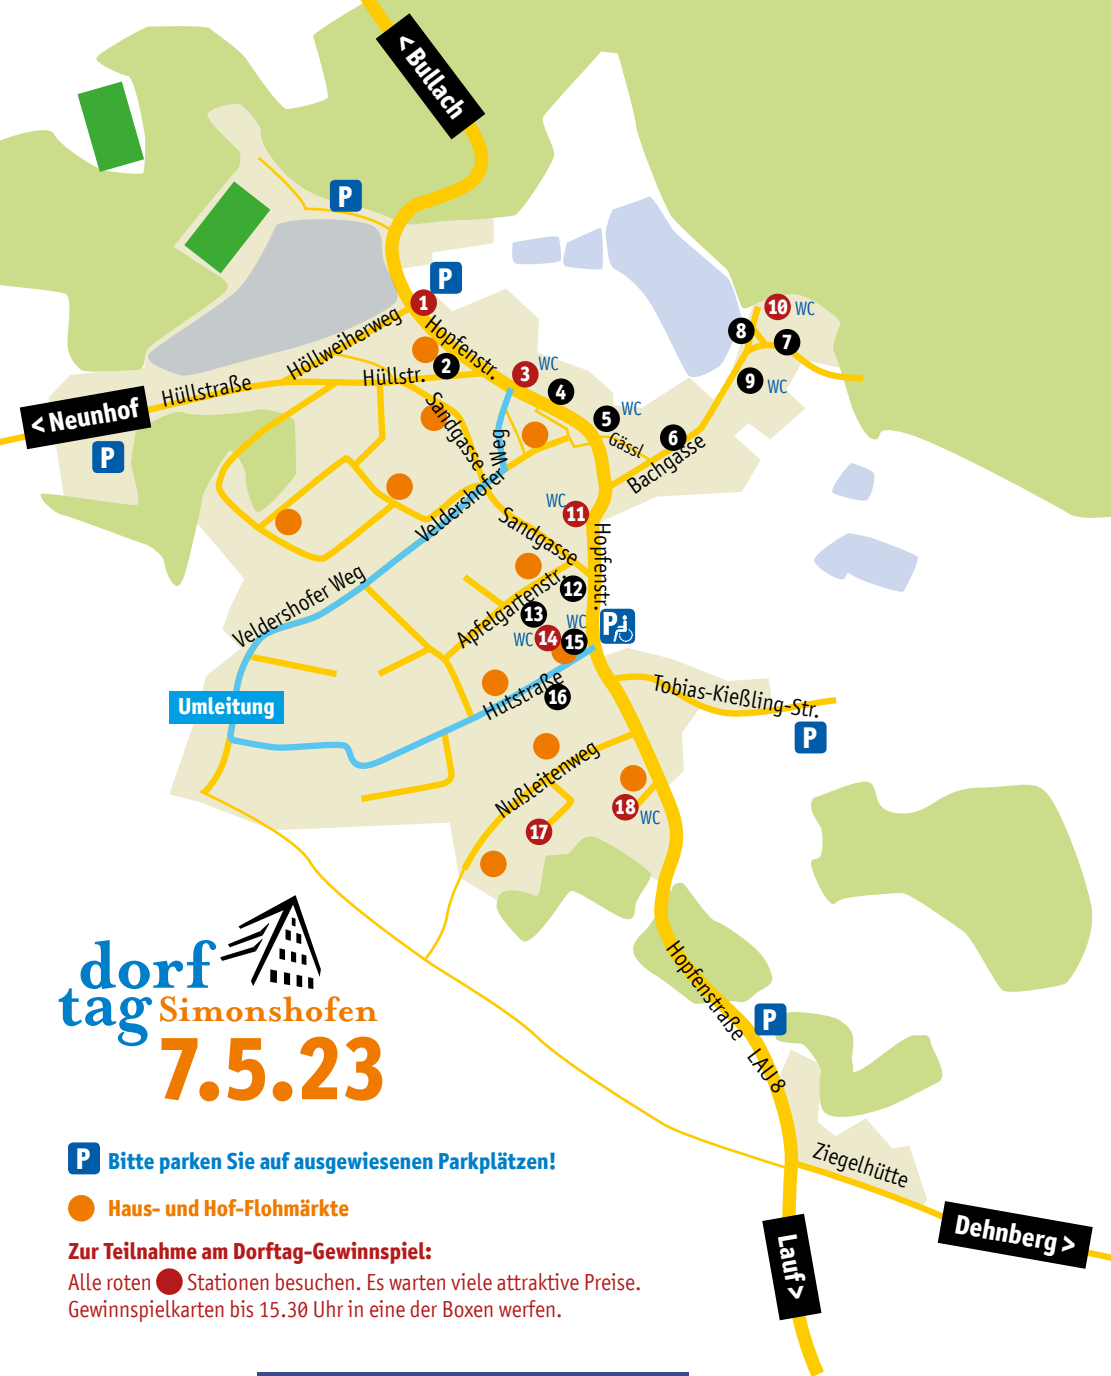 < Bullach
P
P
1
Höllweiherweg
Hopfenstr.
10 WC
8
7
2
3
WC
4
Hüllstr.
Hüllstraße
9 WC
< Neunhof
P
Sandgasse
Weg
5
WC
Gässl
6
Bachgasse
Veldershofer
WC
11
Sandgasse
Hopfenstr.
Veldershofer Weg
Apfelgartenstr.
12
13
WC
WC 14 15
P
Hutstraße
16
Tobias-Kießling-Str.
P
Umleitung
Nußleitenweg
18 WC
17
dorf
tag Simonshofen
7.5.23
Hopfenstraße LAU 8
P
Ziegelhütte
Dehnberg >
Lauf >
P Bitte parken Sie auf ausgewiesenen Parkplätzen!
Haus- und Hof-Flohmärkte
Zur Teilnahme am Dorftag-Gewinnspiel:
Alle roten Stationen besuchen. Es warten viele attraktive Preise.
Gewinnspielkarten bis 15.30 Uhr in eine der Boxen werfen.